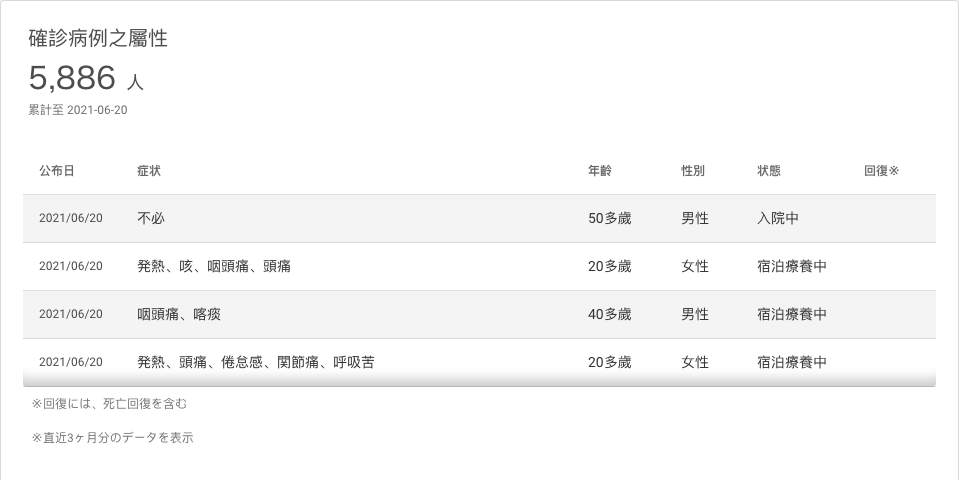 確診病例之屬性
5,886 人
累計至 2021-06-20
公布日 症状 年齢 性別 状態 回復※
2021/06/20 不必 50多歲 男性 入院中
2021/06/20 発熱、咳、咽頭痛、頭痛 20多歲 女性 宿泊療養中
2021/06/20 咽頭痛、喀痰 40多歲 男性 宿泊療養中
2021/06/20 発熱、頭痛、倦怠感、関節痛、呼吸苦 20多歲 女性 宿泊療養中
※回復には、死亡回復を含む
※直近3ヶ月分のデータを表示